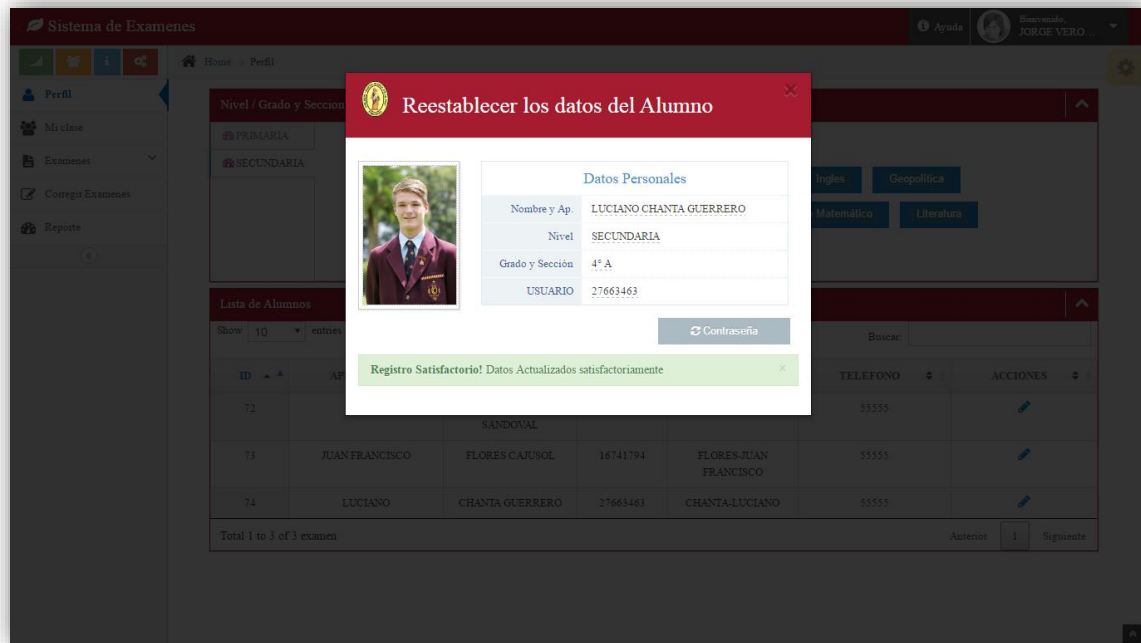 Sistema de Examenes
Ayuda
Bienvenido,
JORGE VERO...
Home
Perfil
Perfil
Mi clase
Examenes
Corregir Examenes
Reporte
Nivel / Grado y Seccion
PRIMARIA
SECUNDARIA
Ingles
Geopolítica
Matemático
Literatura
Reestablecer los datos del Alumno
Datos Personales
Nombre y Ap. LUCIANO CHANTA GUERRERO
Nivel SECUNDARIA
Grado y Sección 4° A
USUARIO 27663463
Contraseña
Registro Satisfactorio! Datos Actualizados satisfactoriamente
Lista de Alumnos
Show 10 entries
Buscar:
ID TELEFONO ACCIONES
72 55555
SANDOVAL
73 JUAN FRANCISCO FLORES CAJUSOL 16741794 FLORES-JUAN 55555
FRANCISCO
74 LUCIANO CHANTA GUERRERO 27663463 CHANTA-LUCIANO 55555
Total 1 to 3 of 3 examen
Anterior 1 Siguiente